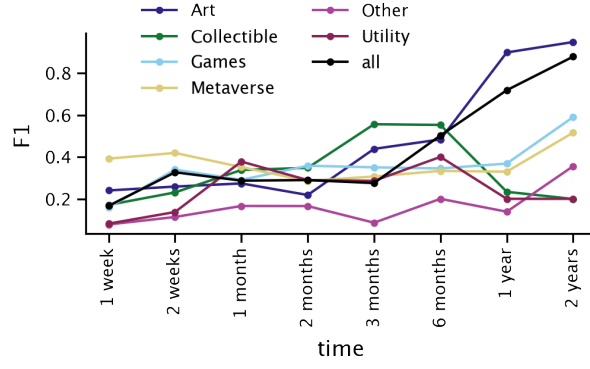 Art
Collectible
Games
Metaverse
Other
Utility
all
F1
0.8
0.6
0.4
0.2
1 week
2 weeks
1 month
2 months
3 months
6 months
1 year
2 years
time